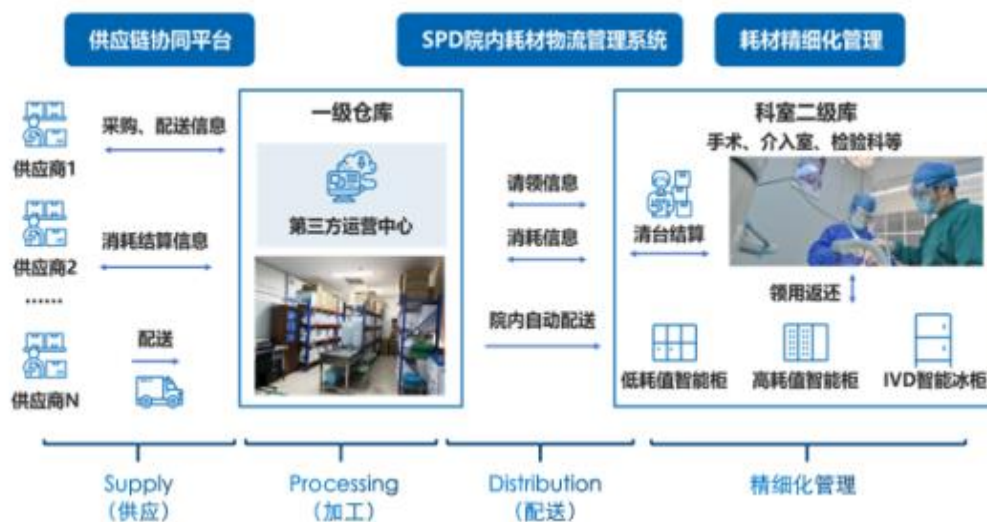 供应链协同平台
SPD院内耗材物流管理系统
耗材精细化管理
供应商1
采购、配送信息
供应商2
消耗结算信息
......
供应商N
配送
一级仓库
第三方运营中心
请领信息
消耗信息
院内自动配送
科室二级库
手术、介入室、检验科等
清台结算
领用返还
低耗值智能柜
高耗值智能柜
IVD智能冰柜
Supply
（供应）
Processing
（加工）
Distribution
（配送）
精细化管理